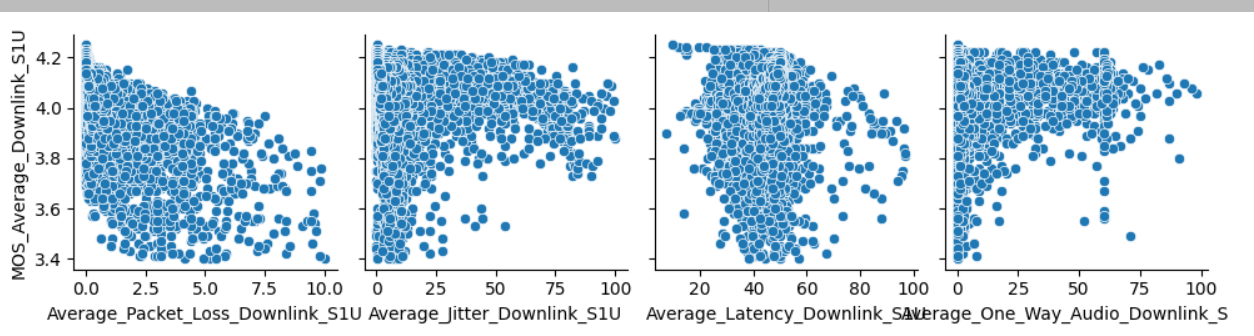 MOS_Average_Downlink_S1U
4.2
4.0
3.8
3.6
3.4
0.0 2.5 5.0 7.5 10.0
Average_Packet_Loss_Downlink_S1U
0 25 50 75 100
Average_Jitter_Downlink_S1U
20 40 60 80 100
Average_Latency_Downlink_S1U
0 25 50 75 100
Average_One_Way_Audio_Downlink_S